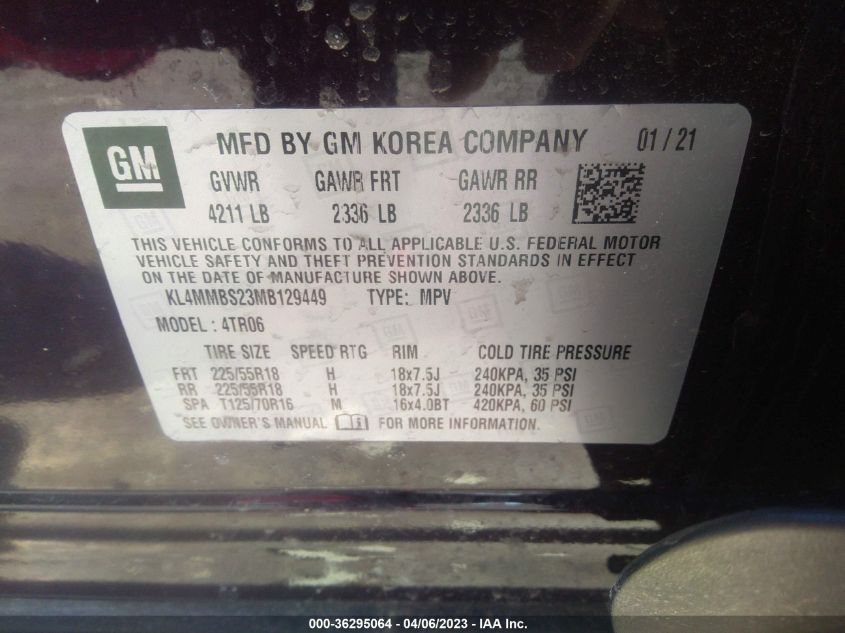 GM
MFD BY GM KOREA COMPANY 01 / 21
GVWR GAWR FRT GAWR RR
4211 LB 2336 LB 2336 LB
THIS VEHICLE CONFORMS TO ALL APPLICABLE U.S. FEDERAL MOTOR
VEHICLE SAFETY AND THEFT PREVENTION STANDARDS IN EFFECT
ON THE DATE OF MANUFACTURE SHOWN ABOVE.
KL4MMBS23MB129449 TYPE: MPV
MODEL : 4TR06
TIRE SIZE SPEED RTG RIM COLD TIRE PRESSURE
FRT 225/55R18 H 18x7.5J 240KPA, 35 PSI
RR 225/55R18 H 18x7.5J 240KPA, 35 PSI
SPA T125/70R16 M 16x4.0BT 420KPA, 60 PSI
SEE OWNER'S MANUAL FOR MORE INFORMATION.
000-36295064 - 04/06/2023 - IAA Inc.